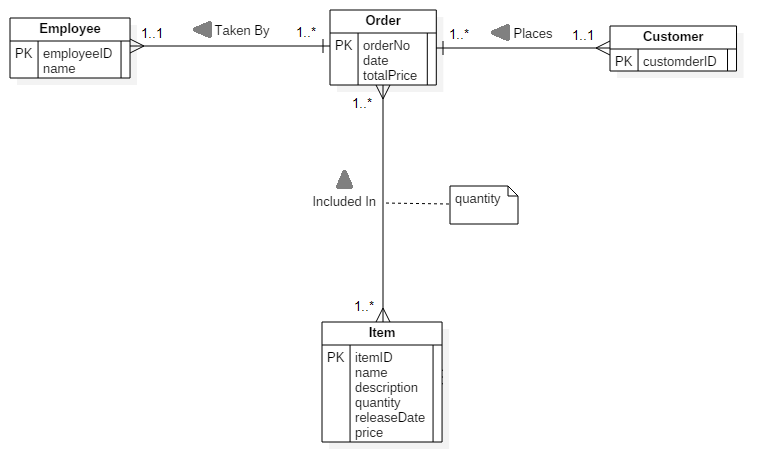 Employee
PK employeeID
name
1..1
Taken By
1..*
Order
PK orderNo
date
totalPrice
1..*
Places
1..1
Customer
PK customderID
1..*
Included In
quantity
1..*
Item
PK itemID
name
description
quantity
releaseDate
price